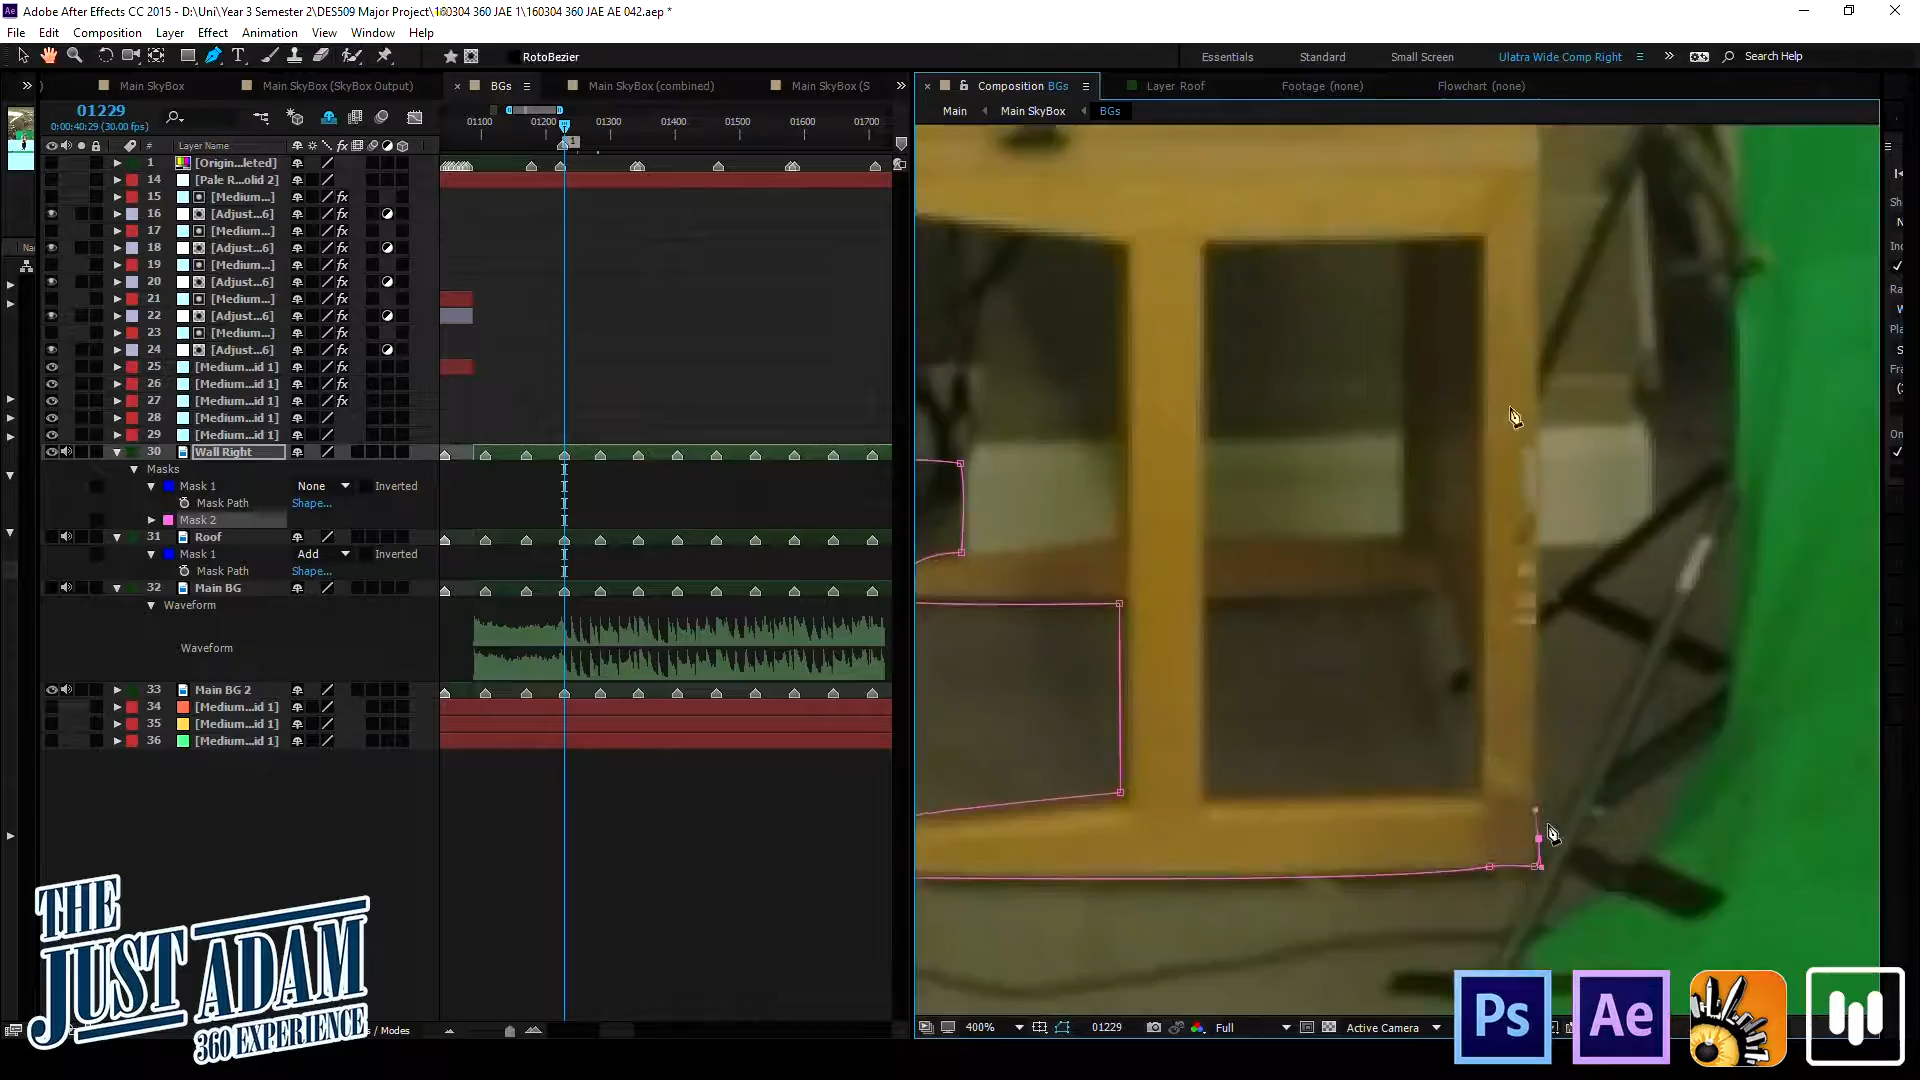 Adobe After Effects CC 2015 - D:\Uni\Year 3 Semester 2\DES509 Major Project\160304 360 JAE 1\160304 360 JAE AE 042.aep *
File Edit Composition Layer Effect Animation View Window Help
RotoBezier
Essentials Standard Small Screen Ulatra Wide Comp Right Search Help
Main SkyBox Main SkyBox (SkyBox Output) BGs Main SkyBox (combined) Main SkyBox (S
Composition BGs Layer Roof Footage (none) Flowchart (none)
Main Main SkyBox BGs
01229
0:00:40:29 (30.00 fps)
01100 01200 01300 01400 01500 01600 01700
# Layer Name
1 [Origin...leted]
14 [Pale R...olid 2]
15 [Medium...]
16 [Adjust...6]
17 [Medium...]
18 [Adjust...6]
19 [Medium...]
20 [Adjust...6]
21 [Medium...]
22 [Adjust...6]
23 [Medium...]
24 [Adjust...6]
25 [Medium...id 1]
26 [Medium...id 1]
27 [Medium...id 1]
28 [Medium...id 1]
29 [Medium...id 1]
30 Wall Right
Masks
Mask 1 None Inverted
Mask Path Shape...
Mask 2
31 Roof
Mask 1 Add Inverted
Mask Path Shape...
32 Main BG
Waveform
Waveform
33 Main BG 2
34 [Medium...id 1]
35 [Medium...id 1]
36 [Medium...id 1]
/ Modes
400% 01229 Full Active Camera
THE
JUST ADAM
360 EXPERIENCE
Ps Ae